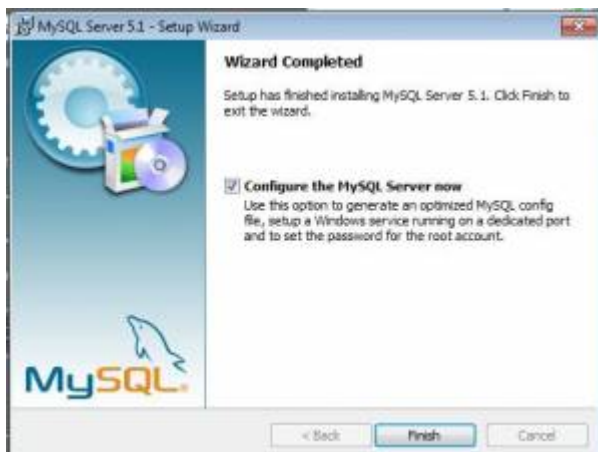 MySQL Server 5.1 - Setup Wizard
Wizard Completed
Setup has finished installing MySQL Server 5.1. Click Finish to
exit the wizard.
Configure the MySQL Server now
Use this option to generate an optimized MySQL config
file, setup a Windows service running on a dedicated port
and to set the password for the root account.
MySQL.
< Back
Finish
Cancel